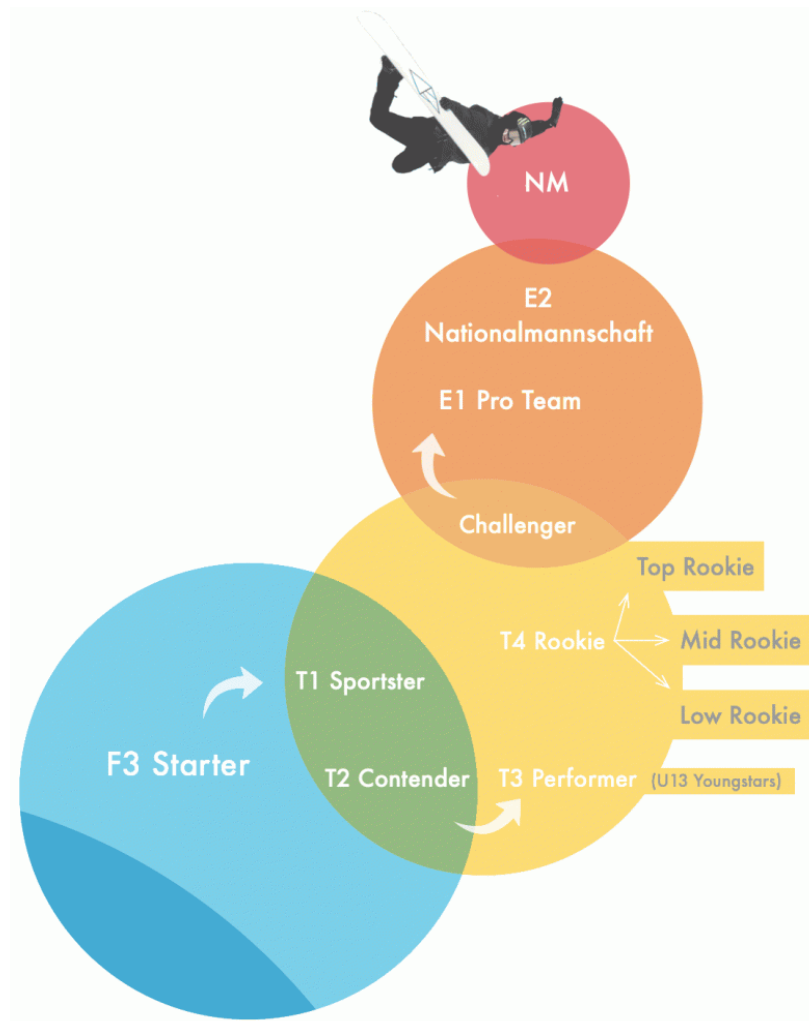 NM
E2
Nationalmannschaft
E1 Pro Team
Challenger
Top Rookie
T4 Rookie
Mid Rookie
T1 Sportster
Low Rookie
F3 Starter
T2 Contender
T3 Performer
(U13 Youngstars)